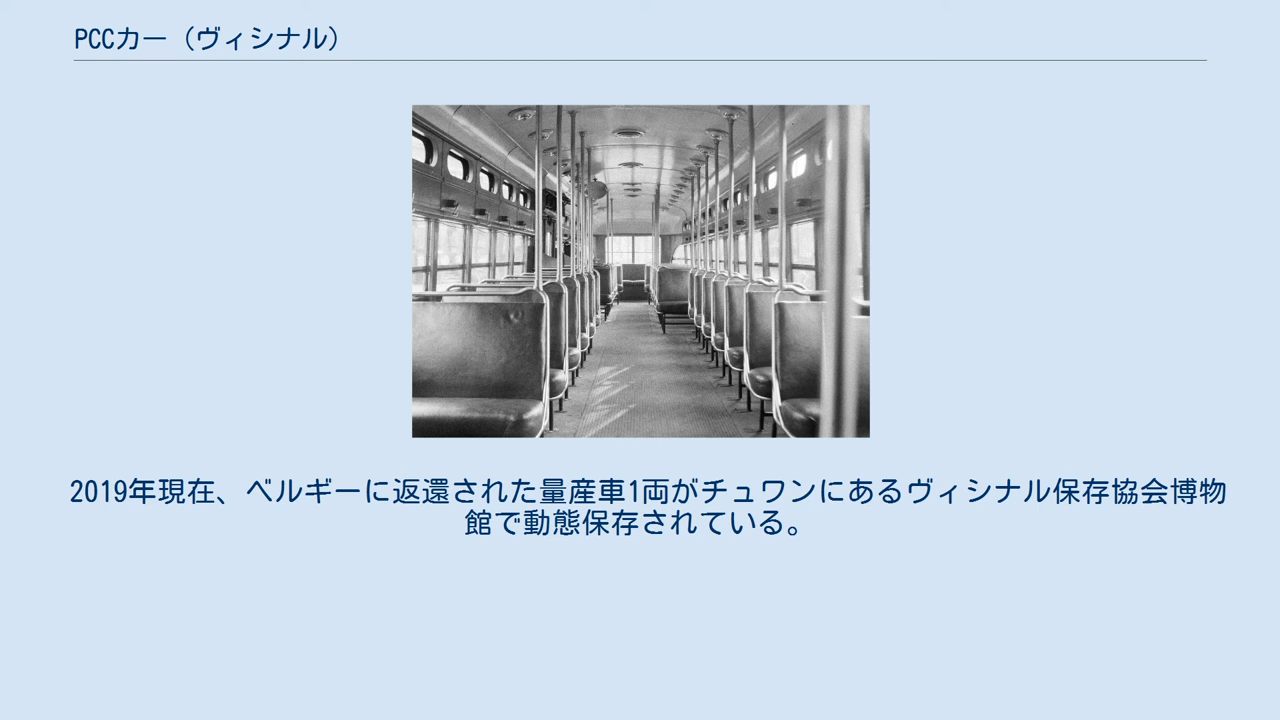 PCCカー（ヴィシナル）
2019年現在、ベルギーに返還された量産車1両がチュワンにあるヴィシナル保存協会博物
館で動態保存されている。